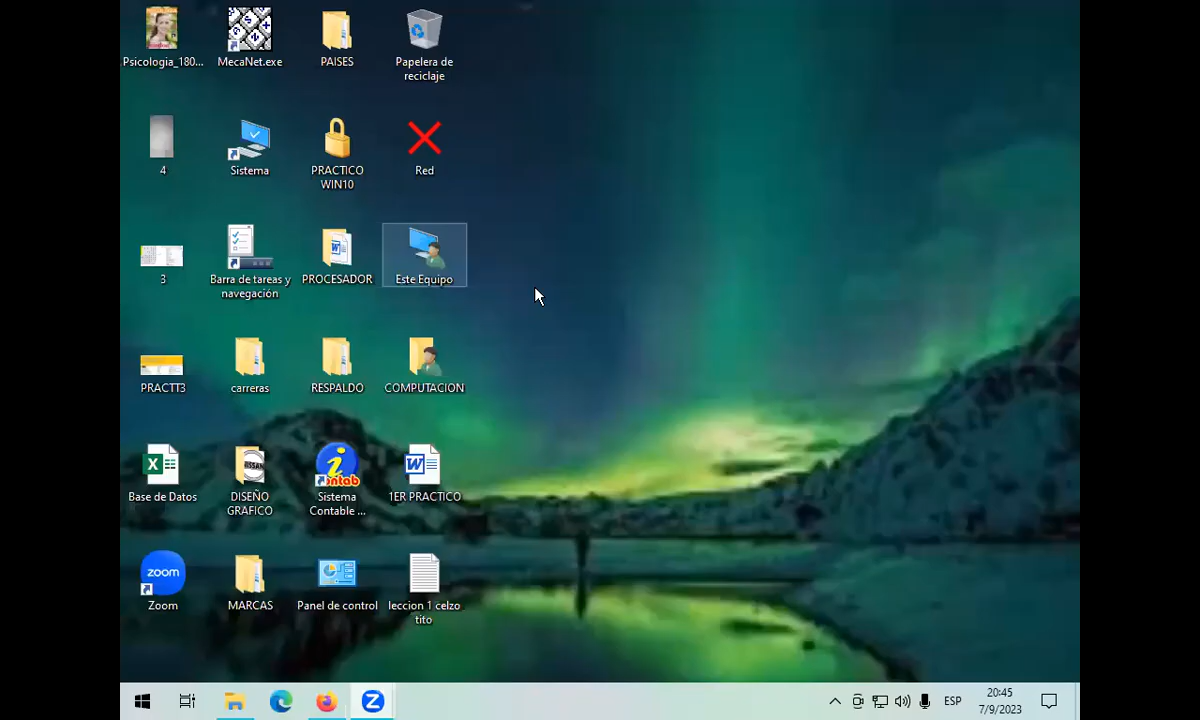 Psicologia_180...
MecaNet.exe
PAISES
Papelera de
reciclaje
4
Sistema
PRACTICO
WIN10
Red
3
Barra de tareas y
navegación
PROCESADOR
Este Equipo
PRACTT3
carreras
RESPALDO
COMPUTACION
Base de Datos
DISEÑO
GRAFICO
Sistema
Contable ...
1ER PRACTICO
zoom
Zoom
MARCAS
Panel de control
leccion 1 celzo
tito
ESP
20:45
7/9/2023